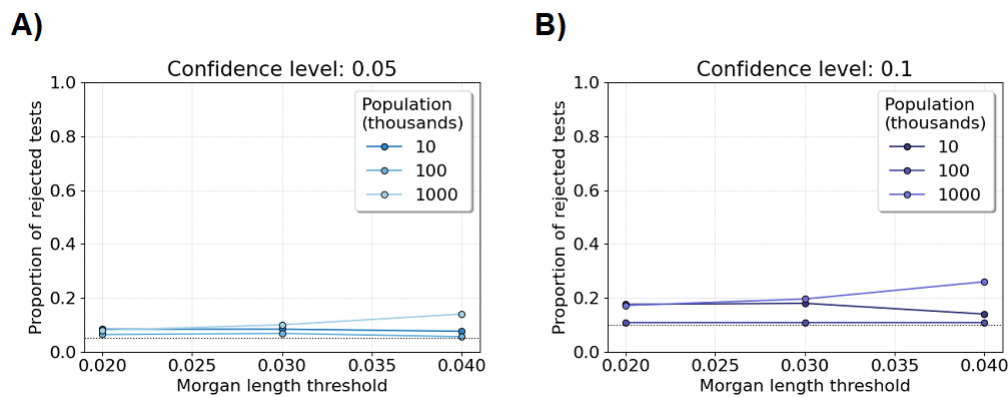 A)
Confidence level: 0.05
Proportion of rejected tests
1.0
0.8
0.6
0.4
0.2
0.0
Population
(thousands)
10
100
1000
0.020
0.025
0.030
0.035
0.040
Morgan length threshold
B)
Confidence level: 0.1
Proportion of rejected tests
1.0
0.8
0.6
0.4
0.2
0.0
Population
(thousands)
10
100
1000
0.020
0.025
0.030
0.035
0.040
Morgan length threshold